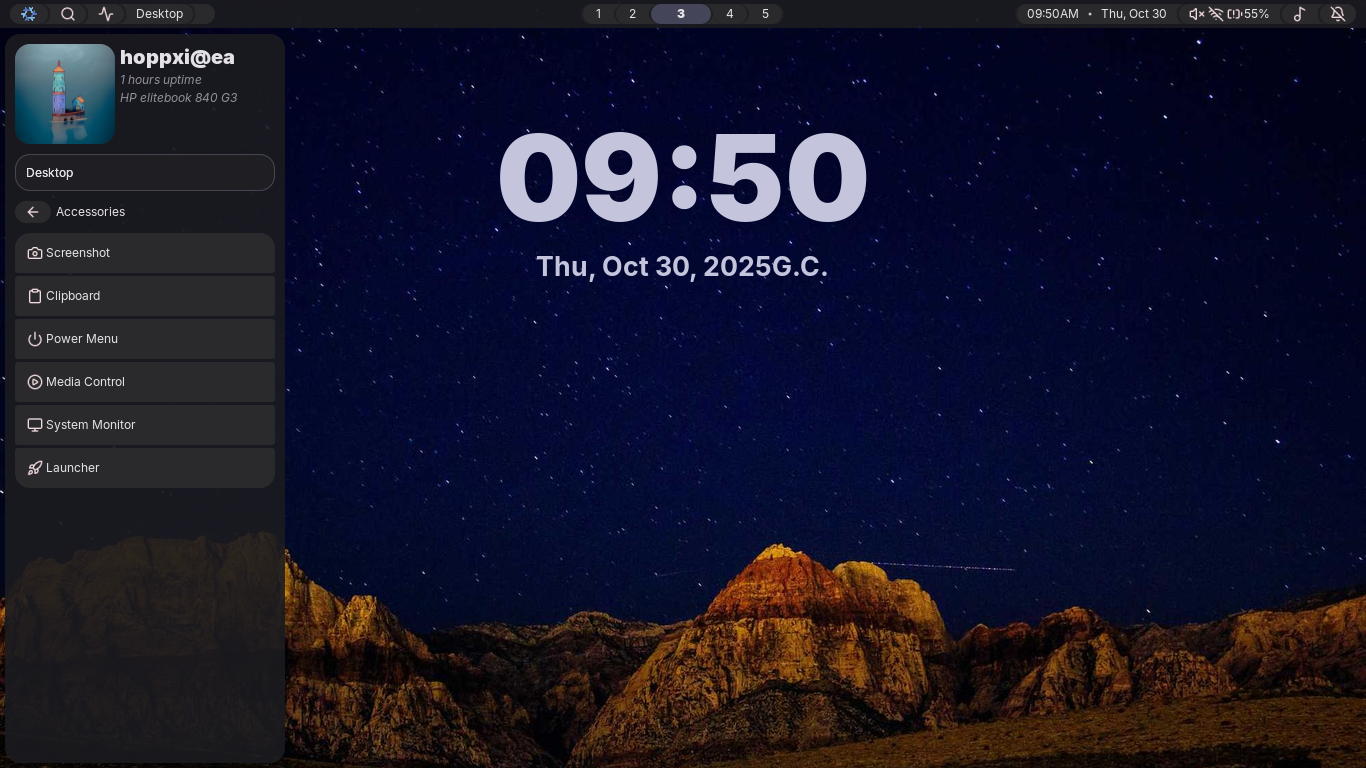 Desktop
1
2
3
4
5
09:50AM • Thu, Oct 30
55%
hoppxi@ea
1 hours uptime
HP elitebook 840 G3
Desktop
Accessories
Screenshot
Clipboard
Power Menu
Media Control
System Monitor
Launcher
09:50
Thu, Oct 30, 2025G.C.